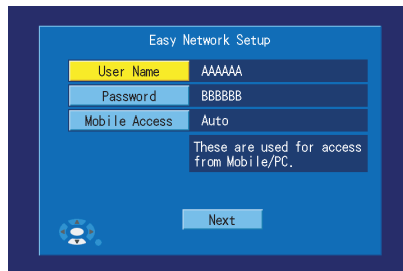 Easy Network Setup
User Name AAAAAA
Password BBBBBB
Mobile Access Auto
These are used for access
from Mobile/PC.
Next